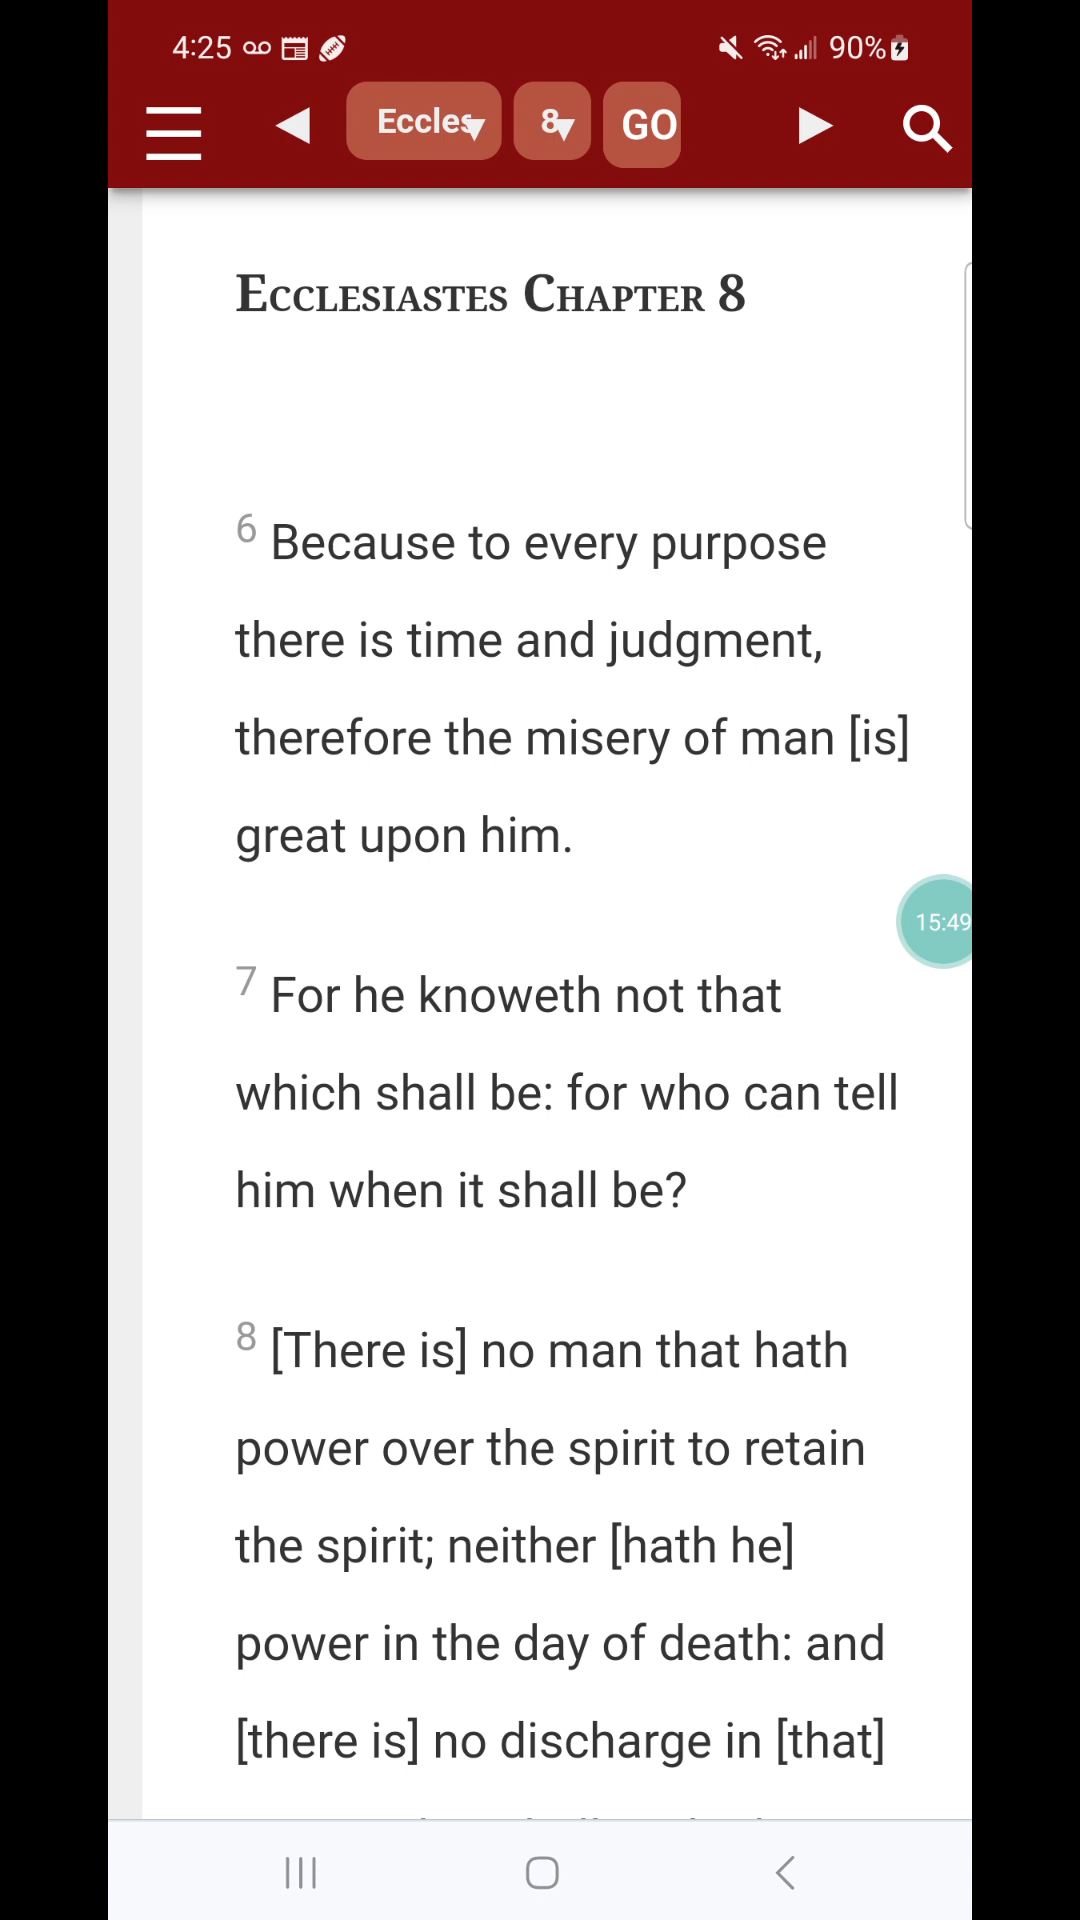 4:25 90%
Eccles 8 GO
Ecclesiastes Chapter 8
6 Because to every purpose
there is time and judgment,
therefore the misery of man [is]
great upon him.
15:49
7 For he knoweth not that
which shall be: for who can tell
him when it shall be?
8 [There is] no man that hath
power over the spirit to retain
the spirit; neither [hath he]
power in the day of death: and
[there is] no discharge in [that]